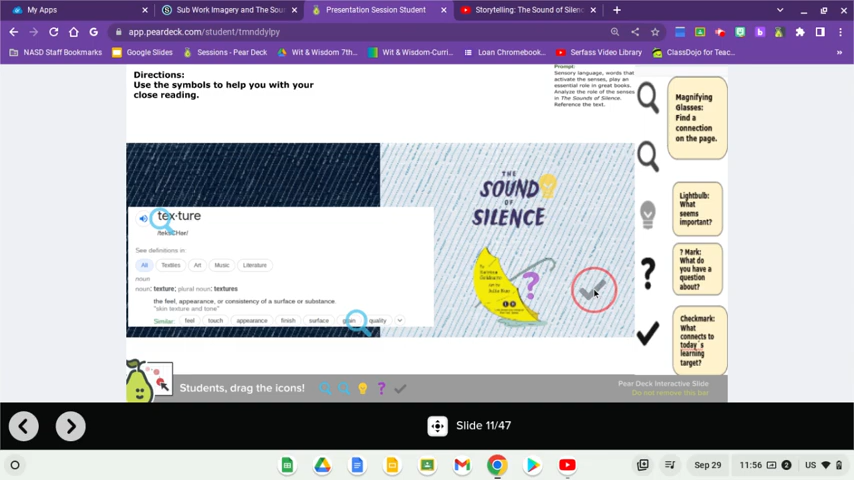 My Apps
Sub Work Imagery and The Soun
Presentation Session Student
Storytelling: The Sound of Silenc
app.peardeck.com/student/tmnddylpy
NASD Staff Bookmarks
Google Slides
Sessions - Pear Deck
Wit & Wisdom 7th...
Wit & Wisdom-Curri...
Loan Chromebook...
Serfass Video Library
ClassDojo for Teac...
Directions:
Use the symbols to help you with your
close reading.
Prompt:
Sensory language, words that
activate the senses, play an
essential role in great books.
Analyze the role of the senses
in The Sounds of Silence.
Reference the text.
Magnifying
Glasses:
Find a
connection
on the page.
Lightbulb:
What
seems
important?
? Mark:
What do
you have a
question
about?
Checkmark:
What
connects to
today`s
learning
target?
THE
SOUND
OF
SILENCE
tex·ture
See definitions in:
All
Textiles
Art
Music
Literature
noun
noun: texture; plural noun: textures
the feel, appearance, or consistency of a surface or substance.
"skin texture and tone"
Similar:
feel
touch
appearance
finish
surface
grain
quality
Students, drag the icons!
Pear Deck Interactive Slide
Do not remove this bar
Slide 11/47
Sep 29
11:56
2
US